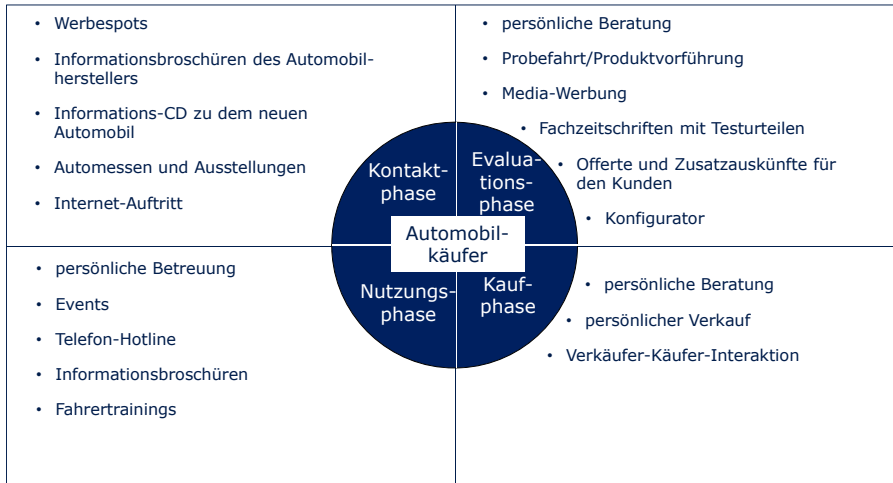 • Werbespots
• Informationsbroschüren des Automobil-
herstellers
• Informations-CD zu dem neuen
Automobil
• Automessen und Ausstellungen
• Internet-Auftritt
• persönliche Beratung
• Probefahrt/Produktvorführung
• Media-Werbung
• Fachzeitschriften mit Testurteilen
• Offerte und Zusatzauskünfte für
den Kunden
• Konfigurator
Kontakt-
phase
Evalua-
tions-
phase
Automobil-
käufer
Nutzungs-
phase
Kauf-
phase
• persönliche Betreuung
• Events
• Telefon-Hotline
• Informationsbroschüren
• Fahrertrainings
• persönliche Beratung
• persönlicher Verkauf
• Verkäufer-Käufer-Interaktion